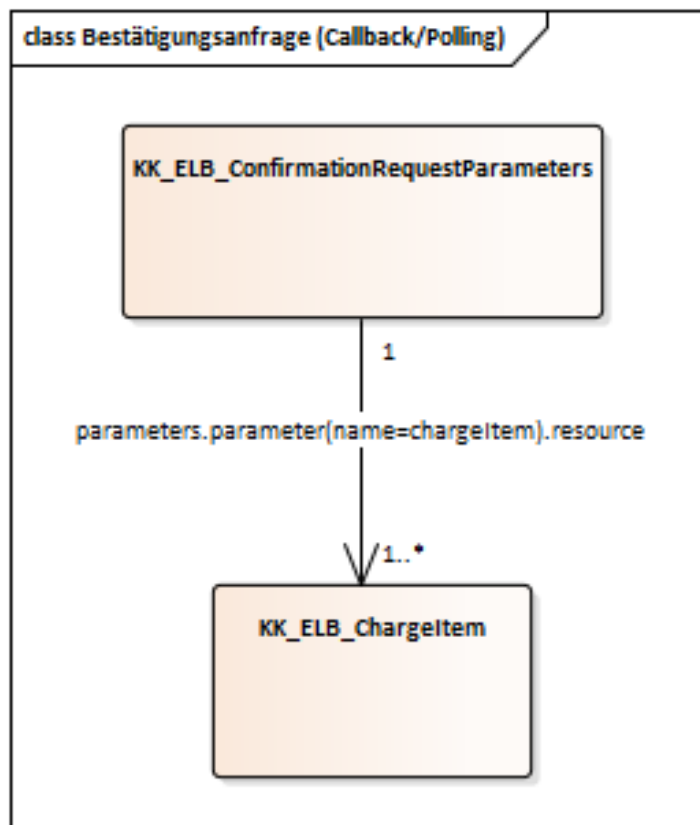 class Bestätigungsanfrage (Callback/Polling)
KK_ELB_ConfirmationRequestParameters
1
parameters.parameter(name=chargeItem).resource
1..*
KK_ELB_ChargeItem